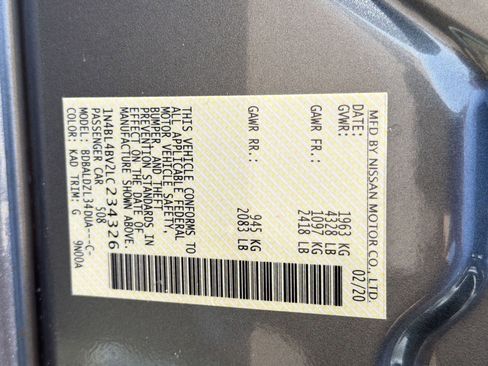 MFD BY NISSAN MOTOR CO., LTD.
DATE: 02/20
GVWR: 1963 KG
4328 LB
GAWR FR.: 1097 KG
2418 LB
GAWR RR.: 945 KG
2083 LB
THIS VEHICLE CONFORMS TO
ALL APPLICABLE FEDERAL
MOTOR VEHICLE SAFETY,
BUMPER, AND THEFT
PREVENTION STANDARDS IN
EFFECT ON THE DATE OF
MANUFACTURE SHOWN ABOVE.
1N4BL4BVZLC234326
PASSENGER CAR 508
MODEL: BDBALDZL34DUA---C-
COLOR: KAD TRIM: G 9N00A